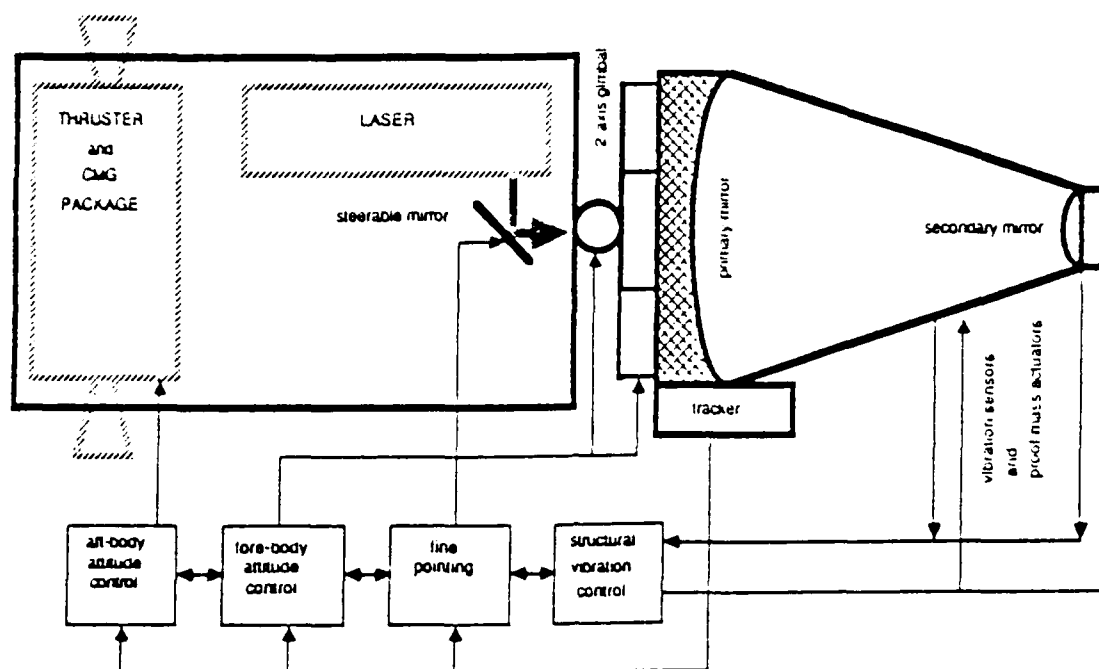 THRUSTER
and
CMG
PACKAGE
LASER
steerable mirror
2 axis gimbal
primary mirror
secondary mirror
tracker
vibration sensors
and
proof mass actuators
aft-body
attitude
control
fore-body
attitude
control
fine
pointing
structural
vibration
control